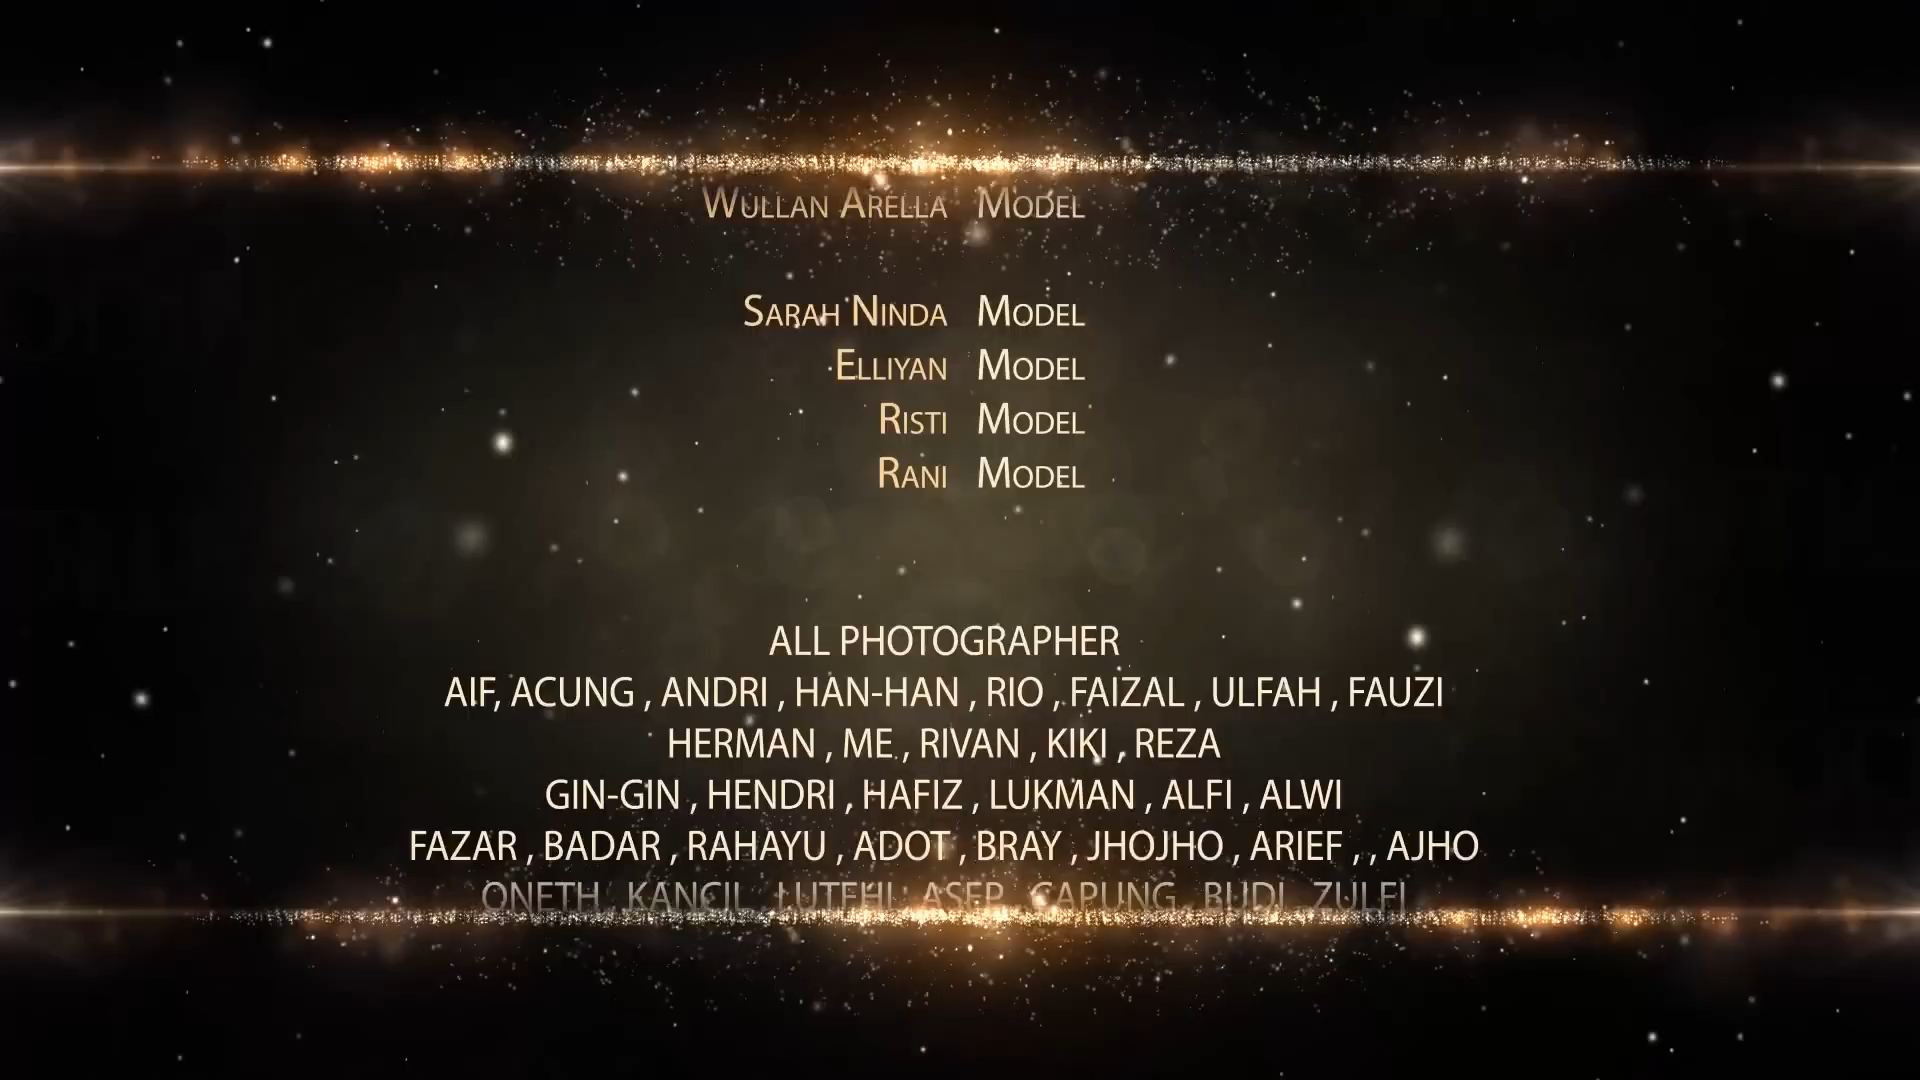 Wullan Arella Model
Sarah Ninda Model
Elliyan Model
Risti Model
Rani Model
ALL PHOTOGRAPHER
AIF, ACUNG , ANDRI , HAN-HAN , RIO , FAIZAL , ULFAH , FAUZI
HERMAN , ME , RIVAN , KIKI , REZA
GIN-GIN , HENDRI , HAFIZ , LUKMAN , ALFI , ALWI
FAZAR , BADAR , RAHAYU , ADOT , BRAY , JHOJHO , ARIEF , , AJHO
ONETH , KANCIL , LUTFHI , ASEP , CAPUNG , BUDI , ZULFI